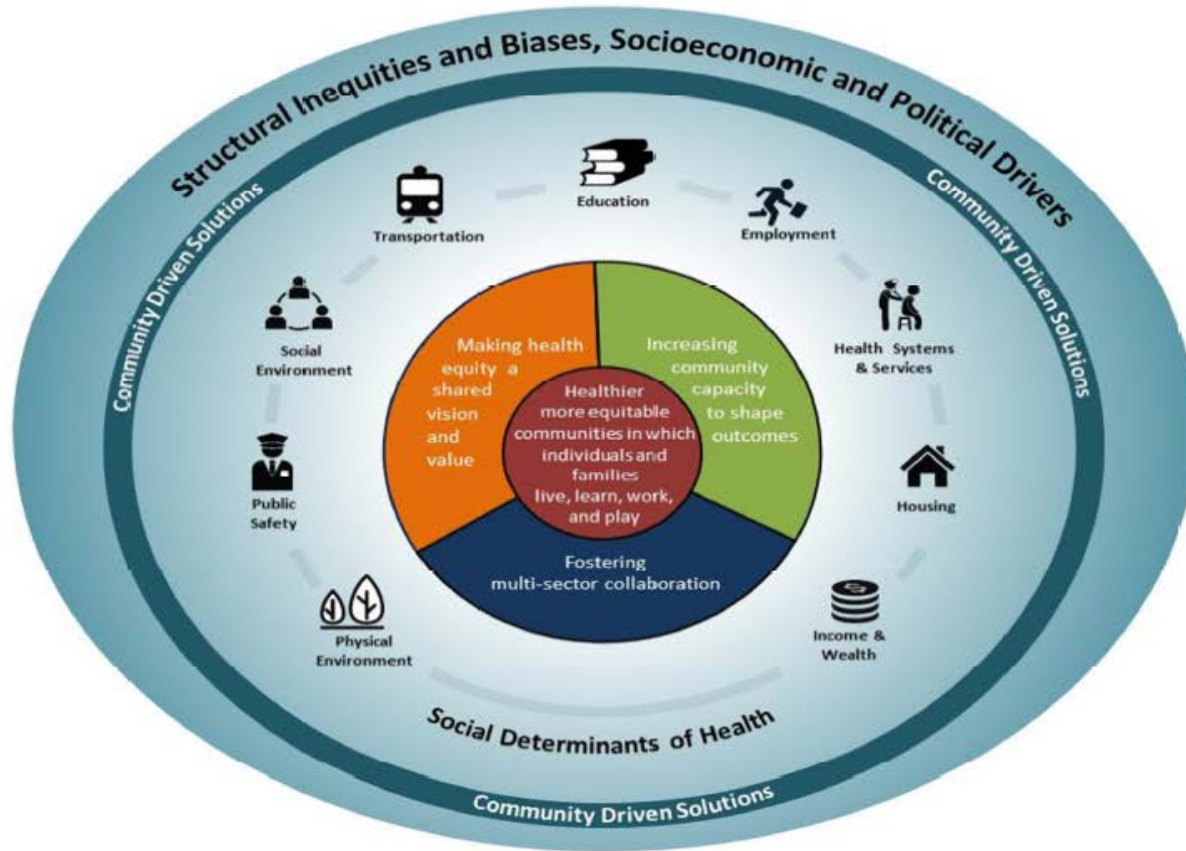 Structural Inequities and Biases, Socioeconomic and Political Drivers
Community Driven Solutions
Community Driven Solutions
Education
Transportation
Employment
Social
Environment
Health Systems
& Services
Public
Safety
Housing
Physical
Environment
Income &
Wealth
Making health
equity a
shared
vision
and
value
Increasing
community
capacity
to shape
outcomes
Healthier
more equitable
communities in which
individuals and
families
live, learn, work,
and play
Fostering
multi-sector collaboration
Social Determinants of Health
Community Driven Solutions